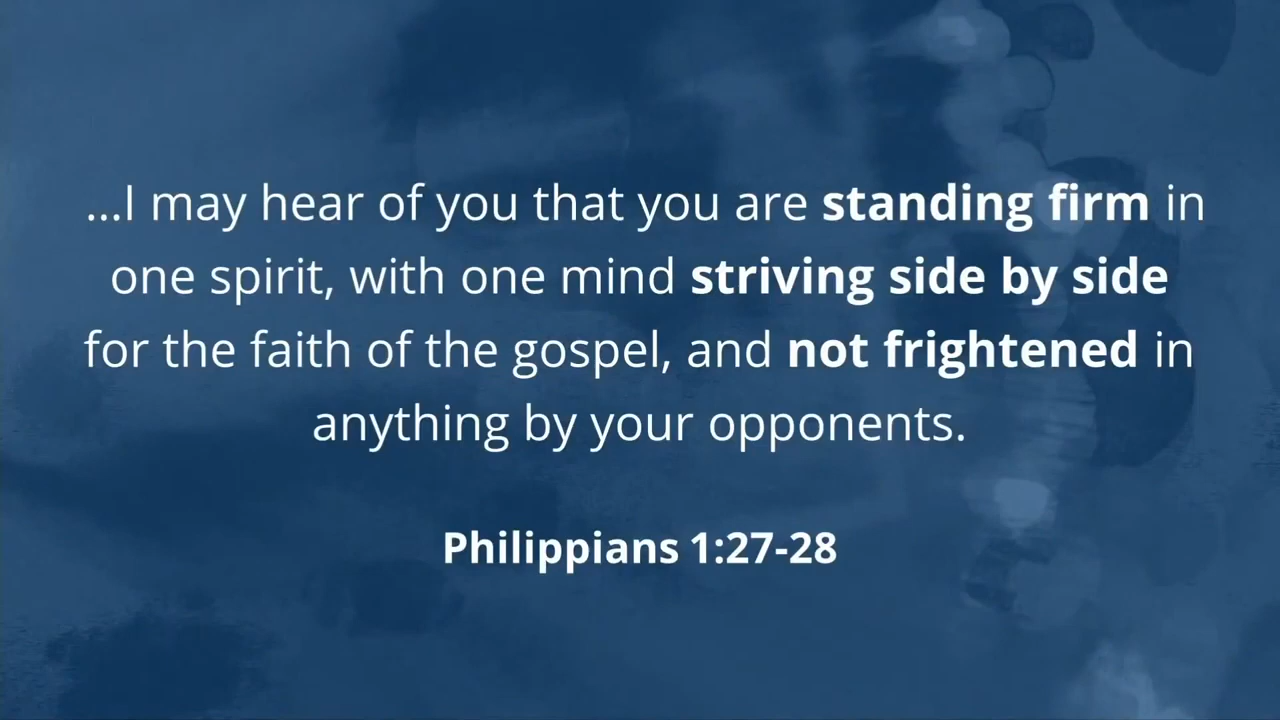 ...I may hear of you that you are standing firm in
one spirit, with one mind striving side by side
for the faith of the gospel, and not frightened in
anything by your opponents.
Philippians 1:27-28